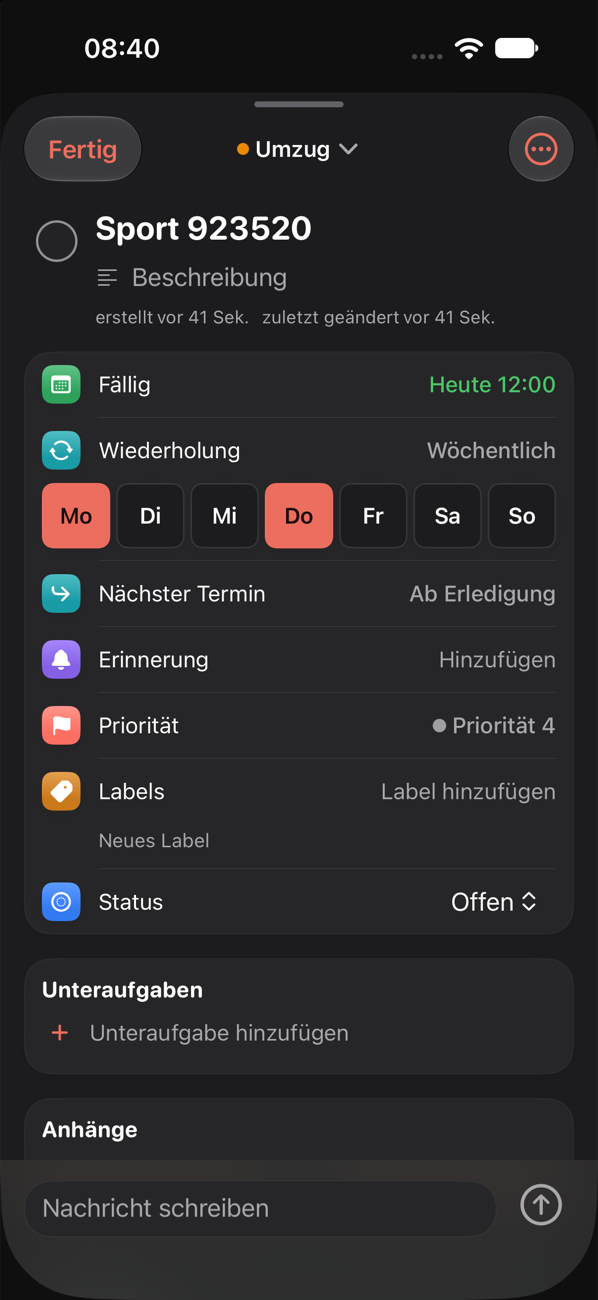 08:40
Fertig Umzug
Sport 923520
Beschreibung
erstellt vor 41 Sek. zuletzt geändert vor 41 Sek.
Fällig Heute 12:00
Wiederholung Wöchentlich
Mo Di Mi Do Fr Sa So
Nächster Termin Ab Erledigung
Erinnerung Hinzufügen
Priorität Priorität 4
Labels Label hinzufügen
Neues Label
Status Offen
Unteraufgaben
+ Unteraufgabe hinzufügen
Anhänge
Nachricht schreiben